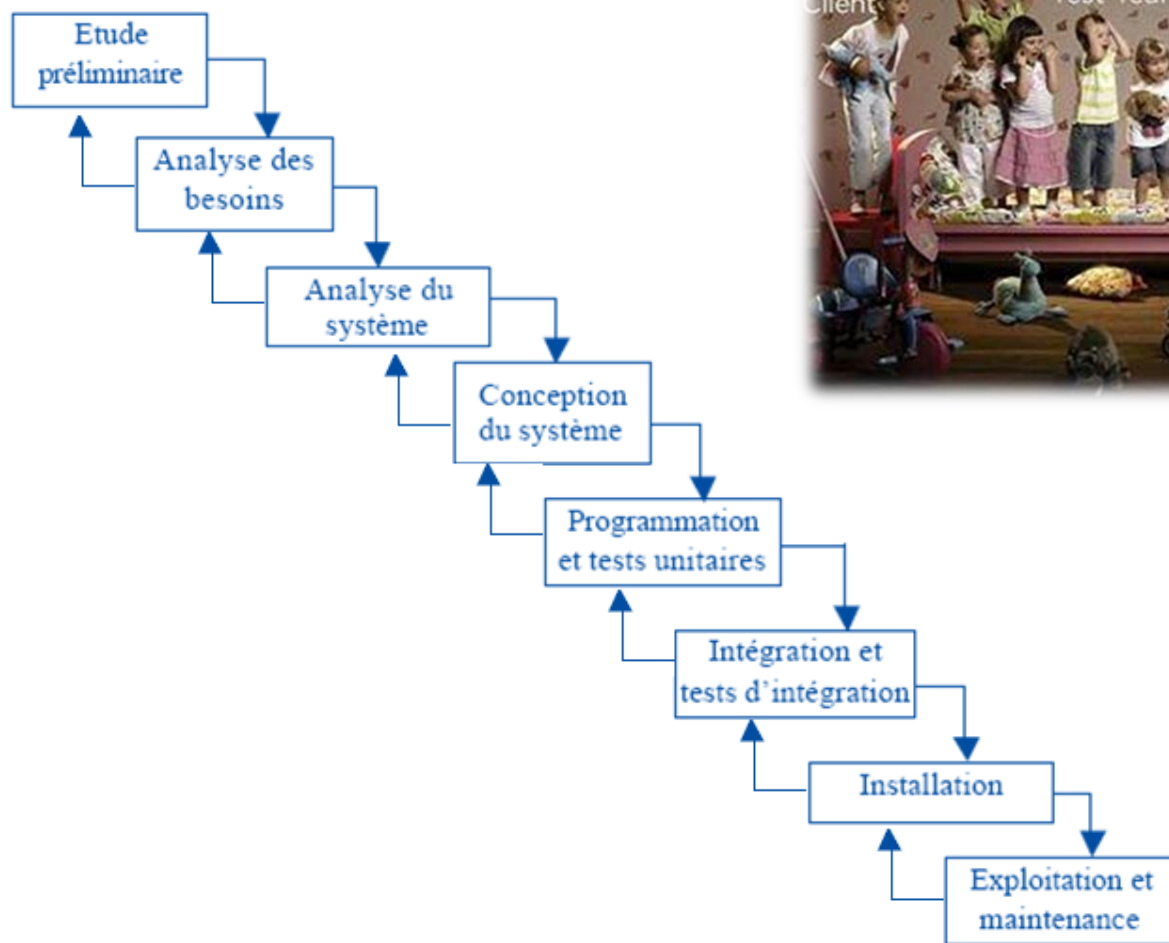 Client
Etude
préliminaire
Analyse des
besoins
Analyse du
système
Conception
du système
Programmation
et tests unitaires
Intégration et
tests d’intégration
Installation
Exploitation et
maintenance